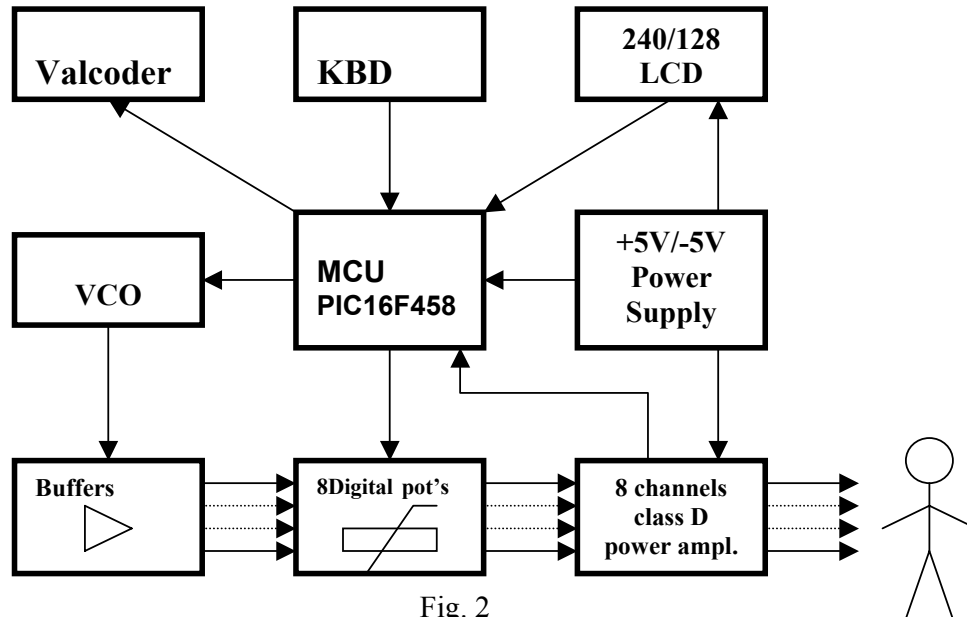 Valcoder
KBD
240/128
LCD
VCO
MCU
PIC16F458
+5V/-5V
Power
Supply
Buffers
8Digital pot's
8 channels
class D
power ampl.
Fig. 2